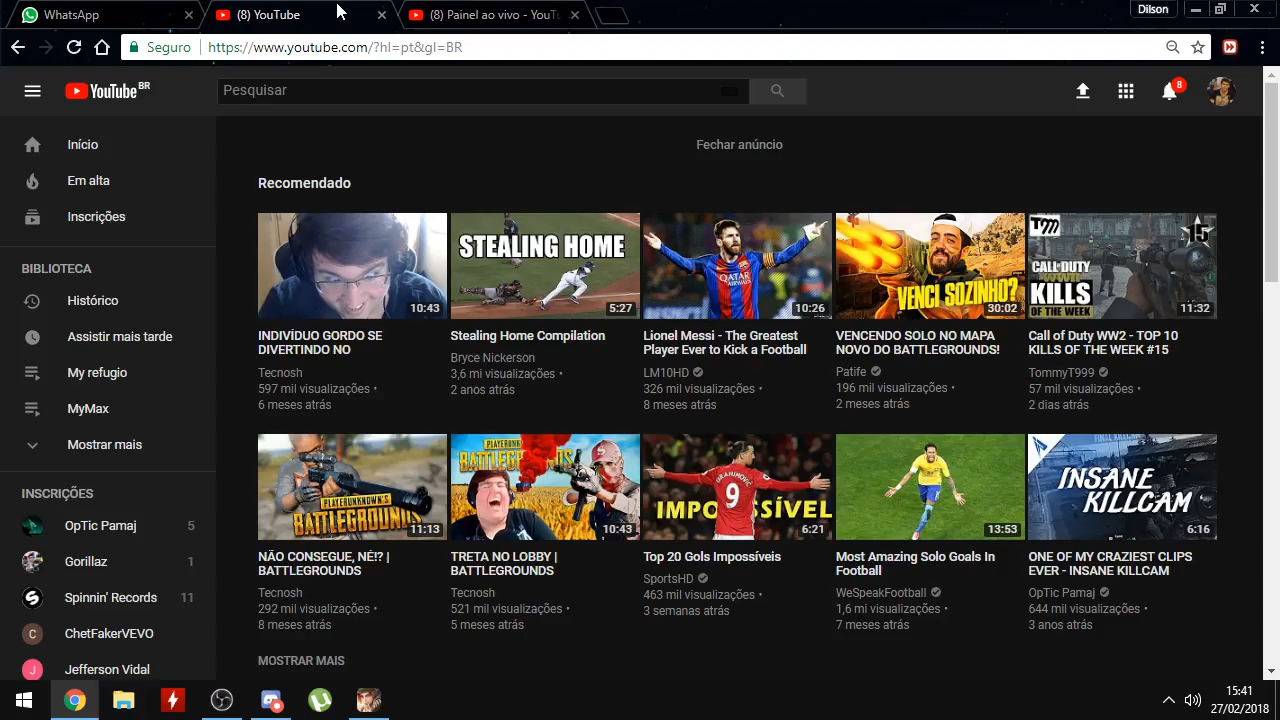 WhatsApp
(8) YouTube
(8) Painel ao vivo - YouTu
Dilson
Seguro
https://www.youtube.com/?hl=pt&gl=BR
YouTube BR
Pesquisar
8
Início
Em alta
Inscrições
BIBLIOTECA
Histórico
Assistir mais tarde
My refugio
MyMax
Mostrar mais
INSCRIÇÕES
OpTic Pamaj 5
Gorillaz 1
Spinnin' Records 11
C
ChetFakerVEVO
J
Jefferson Vidal
Fechar anúncio
Recomendado
10:43
INDIVIDUO GORDO SE
DIVERTINDO NO
Tecnosh
597 mil visualizações •
6 meses atrás
STEALING HOME
5:27
Stealing Home Compilation
Bryce Nickerson
3,6 mi visualizações •
2 anos atrás
QATAR
AIRWAYS
10:26
Lionel Messi - The Greatest
Player Ever to Kick a Football
LM10HD
326 mil visualizações •
8 meses atrás
VENCI SOZINHO?
30:02
VENCENDO SOLO NO MAPA
NOVO DO BATTLEGROUNDS!
Patife
196 mil visualizações •
2 meses atrás
15
CALL OF DUTY
WWII
KILLS
OF THE WEEK
11:32
Call of Duty WW2 - TOP 10
KILLS OF THE WEEK #15
TommyT999
57 mil visualizações •
2 dias atrás
PLAYERUNKNOWN'S
BATTLEGROUNDS
11:13
NÃO CONSEGUE, NÉ!? |
BATTLEGROUNDS
Tecnosh
292 mil visualizações •
8 meses atrás
10:43
TRETA NO LOBBY |
BATTLEGROUNDS
Tecnosh
521 mil visualizações •
5 meses atrás
IBRAHIMOVIĆ
9
IMPOSSÍVEL
6:21
Top 20 Gols Impossíveis
SportsHD
463 mil visualizações •
3 semanas atrás
13:53
Most Amazing Solo Goals In
Football
WeSpeakFootball
1,6 mi visualizações •
7 meses atrás
INSANE
KILLCAM
6:16
ONE OF MY CRAZIEST CLIPS
EVER - INSANE KILLCAM
OpTic Pamaj
644 mil visualizações •
3 anos atrás
MOSTRAR MAIS
15:41
27/02/2018